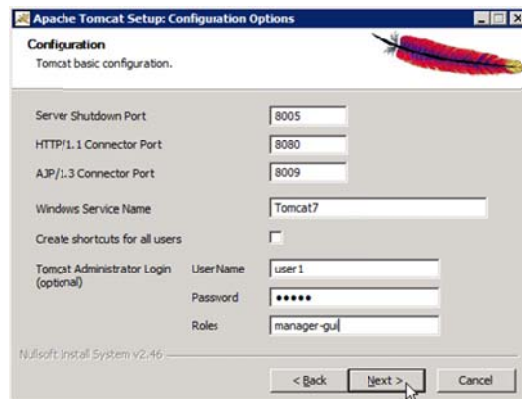 Apache Tomcat Setup: Configuration Options
Configuration
Tomcat basic configuration.
Server Shutdown Port
8005
HTTP/1.1 Connector Port
8080
AJP/1.3 Connector Port
8009
Windows Service Name
Tomcat7
Create shortcuts for all users
Tomcat Administrator Login (optional)
User Name
user1
Password
•••••
Roles
manager-gui
Nullsoft Install System v2.46
< Back
Next >
Cancel